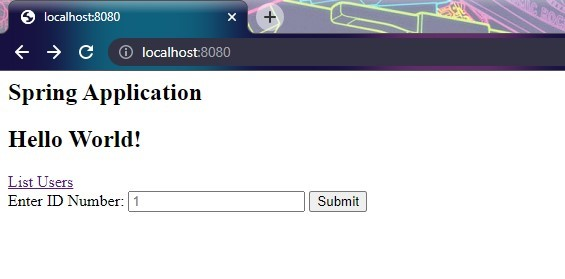 localhost:8080
localhost:8080
Spring Application
Hello World!
List Users
Enter ID Number: 1 Submit